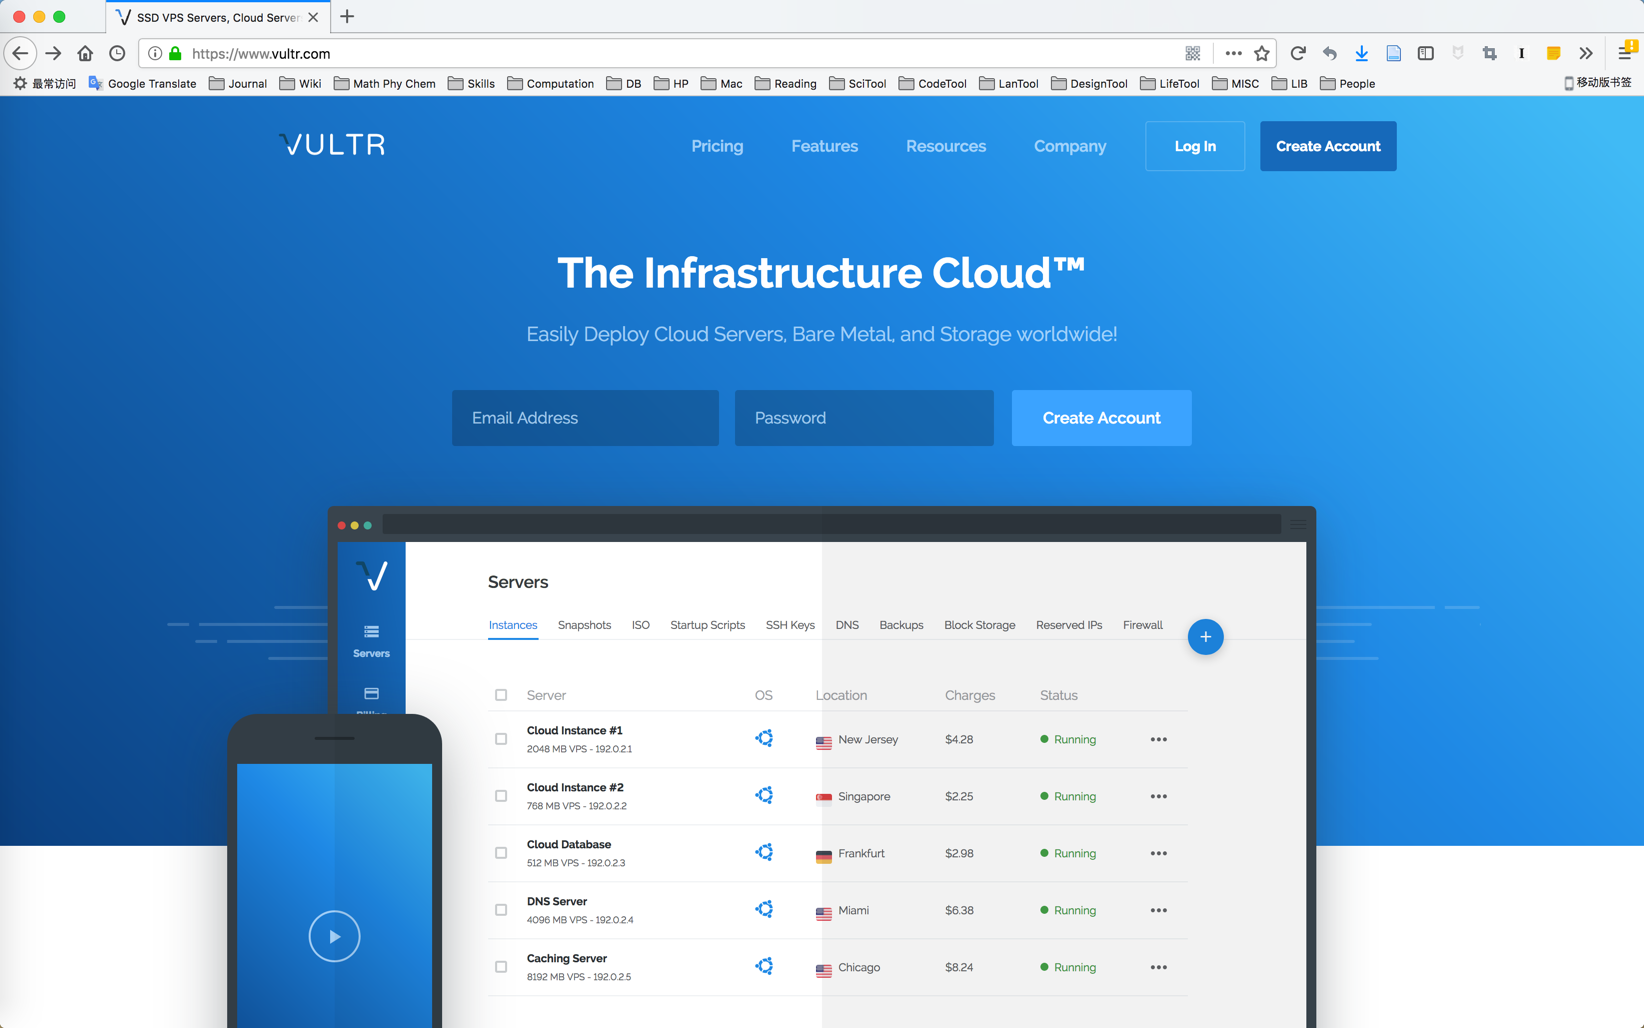 SSD VPS Servers, Cloud Server
https://www.vultr.com
最常访问 Google Translate Journal Wiki Math Phy Chem Skills Computation DB HP Mac Reading SciTool CodeTool LanTool DesignTool LifeTool MISC LIB People 移动版书签
VULTR Pricing Features Resources Company Log In Create Account
The Infrastructure Cloud™
Easily Deploy Cloud Servers, Bare Metal, and Storage worldwide!
Email Address Password Create Account
Servers
Instances Snapshots ISO Startup Scripts SSH Keys DNS Backups Block Storage Reserved IPs Firewall
Servers
Server OS Location Charges Status
Cloud Instance #1
2048 MB VPS - 192.0.2.1
New Jersey $4.28 Running
Cloud Instance #2
768 MB VPS - 192.0.2.2
Singapore $2.25 Running
Cloud Database
512 MB VPS - 192.0.2.3
Frankfurt $2.98 Running
DNS Server
4096 MB VPS - 192.0.2.4
Miami $6.38 Running
Caching Server
8192 MB VPS - 192.0.2.5
Chicago $8.24 Running